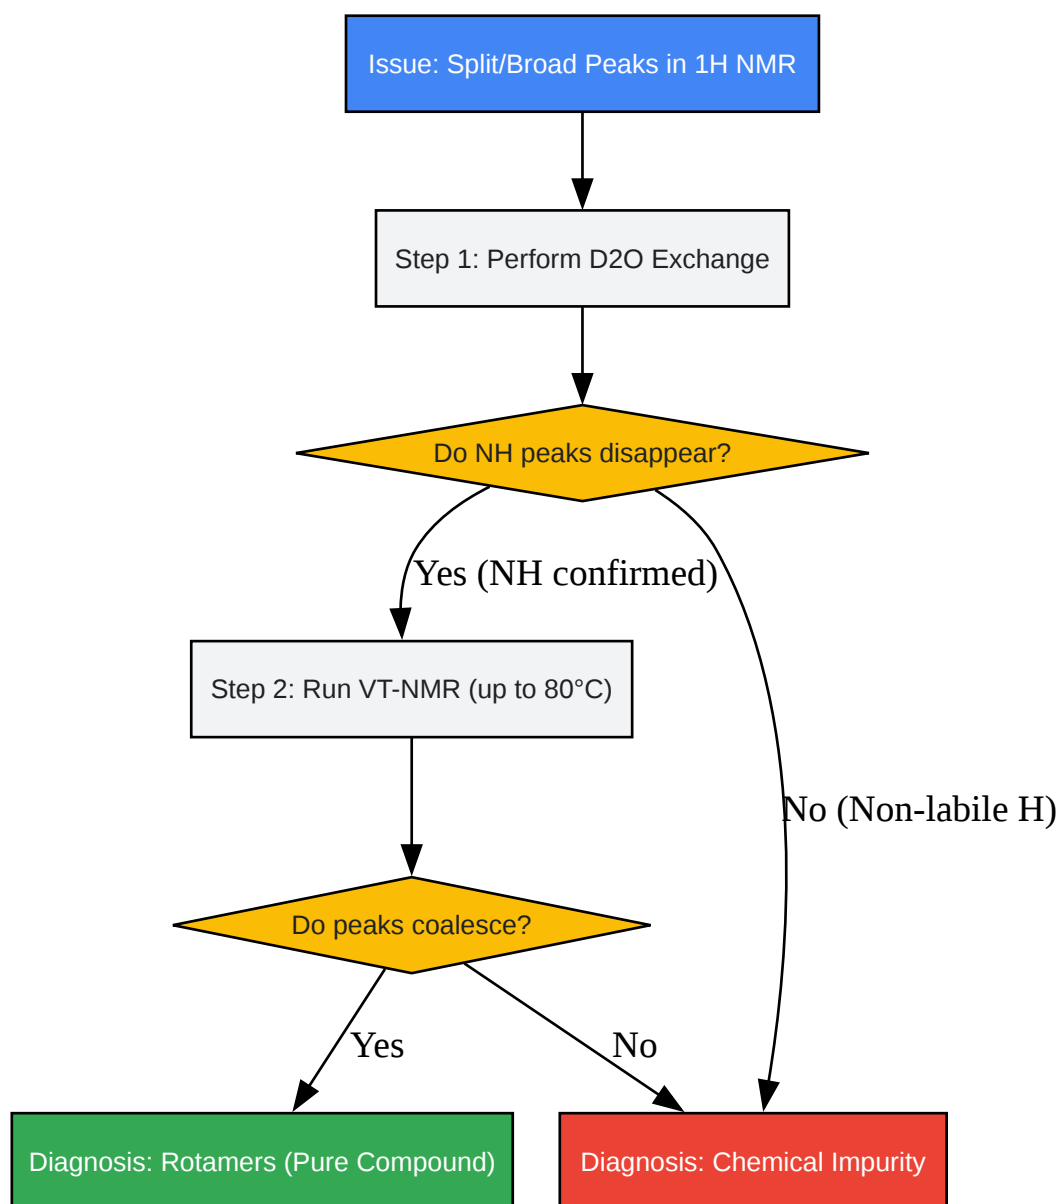 Issue: Split/Broad Peaks in 1H NMR
Step 1: Perform D2O Exchange
Do NH peaks disappear?
Yes (NH confirmed)
Step 2: Run VT-NMR (up to 80°C)
No (Non-labile H)
Do peaks coalesce?
Yes
No
Diagnosis: Rotamers (Pure Compound)
Diagnosis: Chemical Impurity